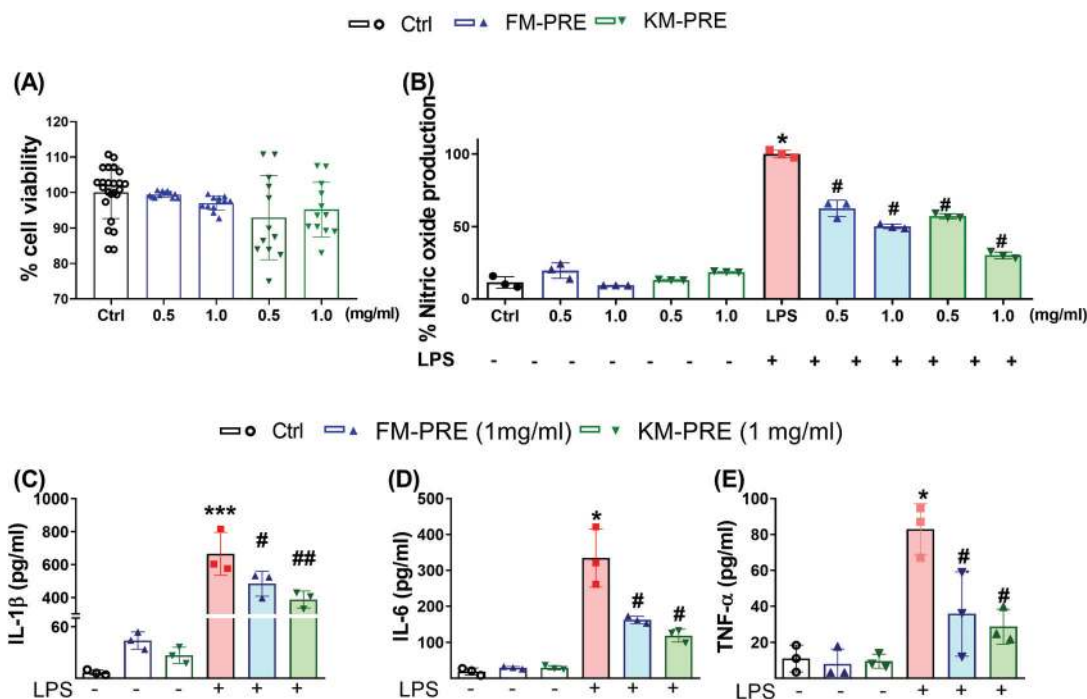 Ctrl FM-PRE KM-PRE
(A)
% cell viability
120
110
100
90
80
70
Ctrl 0.5 1.0 0.5 1.0 (mg/ml)
(B)
% Nitric oxide production
100
50
0
*
#
#
#
#
Ctrl 0.5 1.0 0.5 1.0 LPS 0.5 1.0 0.5 1.0 (mg/ml)
LPS - - - - - - + + + + + +
Ctrl FM-PRE (1mg/ml) KM-PRE (1 mg/ml)
(C)
IL-1β (pg/ml)
1000
800
600
400
60
***
#
##
LPS - - - + + +
(D)
IL-6 (pg/ml)
500
400
300
200
100
*
#
#
LPS - - - + + +
(E)
TNF-α (pg/ml)
100
80
60
40
20
*
#
#
LPS - - - + + +